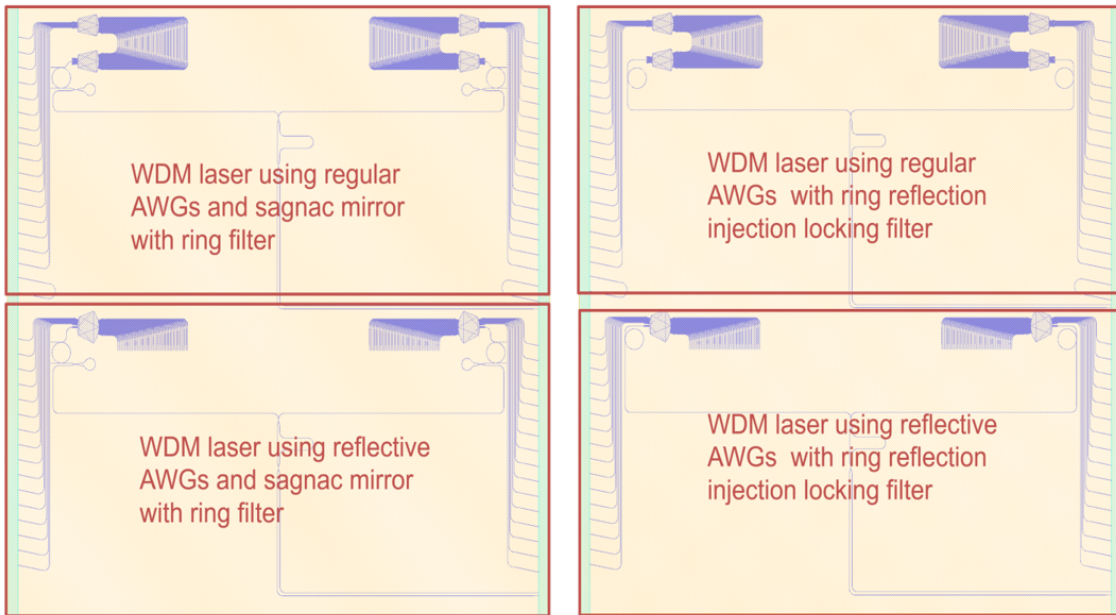 WDM laser using regular
AWGs and sagnac mirror
with ring filter
WDM laser using regular
AWGs  with ring reflection
injection locking filter
WDM laser using reflective
AWGs and sagnac mirror
with ring filter
WDM laser using reflective
AWGs  with ring reflection
injection locking filter